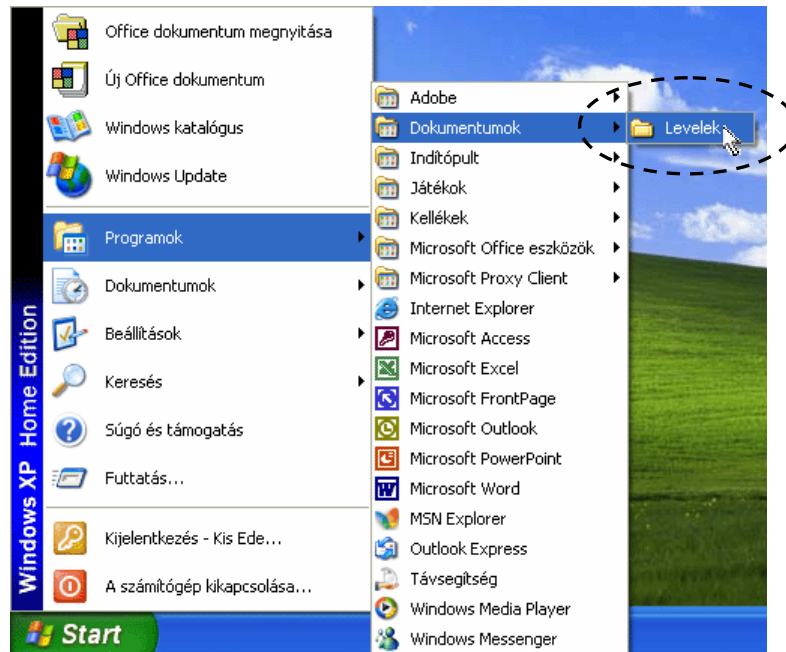 Office dokumentum megnyitása
Új Office dokumentum
Windows katalógus
Windows Update
Programok
Dokumentumok
Beállítások
Keresés
Súgó és támogatás
Futtatás...
Kijelentkezés - Kis Ede...
A számítógép kikapcsolása...
Windows XP Home Edition
Start
Adobe
Dokumentumok
Indítópult
Játékok
Kellékek
Microsoft Office eszközök
Microsoft Proxy Client
Internet Explorer
Microsoft Access
Microsoft Excel
Microsoft FrontPage
Microsoft Outlook
Microsoft PowerPoint
Microsoft Word
MSN Explorer
Outlook Express
Távsegítség
Windows Media Player
Windows Messenger
Levelek